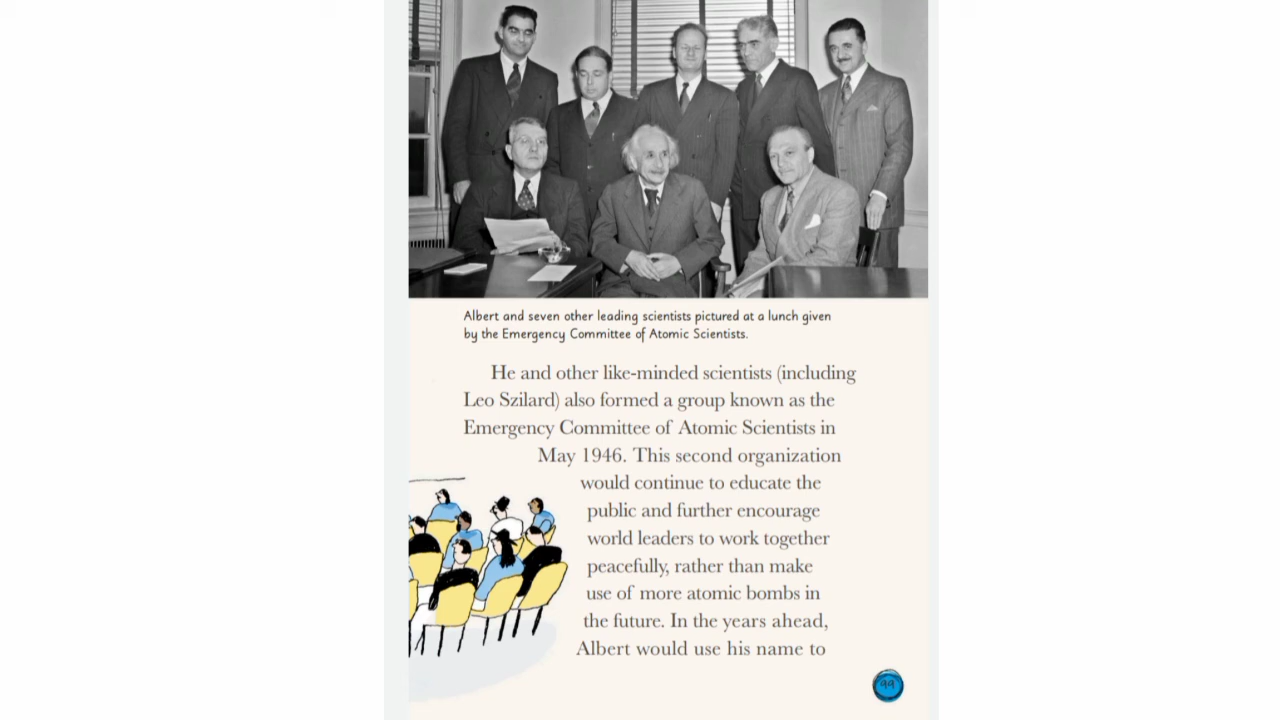 Albert and seven other leading scientists pictured at a lunch given
by the Emergency Committee of Atomic Scientists.
He and other like-minded scientists (including
Leo Szilard) also formed a group known as the
Emergency Committee of Atomic Scientists in
May 1946. This second organization
would continue to educate the
public and further encourage
world leaders to work together
peacefully, rather than make
use of more atomic bombs in
the future. In the years ahead,
Albert would use his name to
99